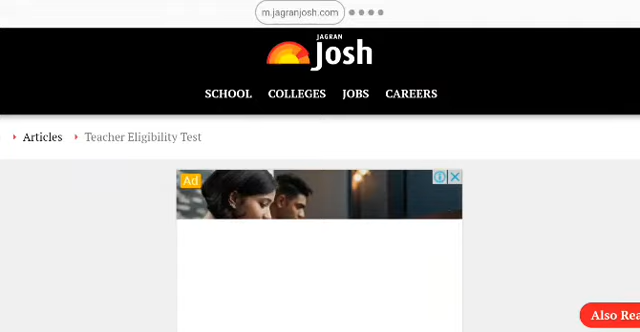 m.jagranjosh.com
JAGRAN
Josh
SCHOOL COLLEGES JOBS CAREERS
Articles Teacher Eligibility Test
Ad
Also Rea